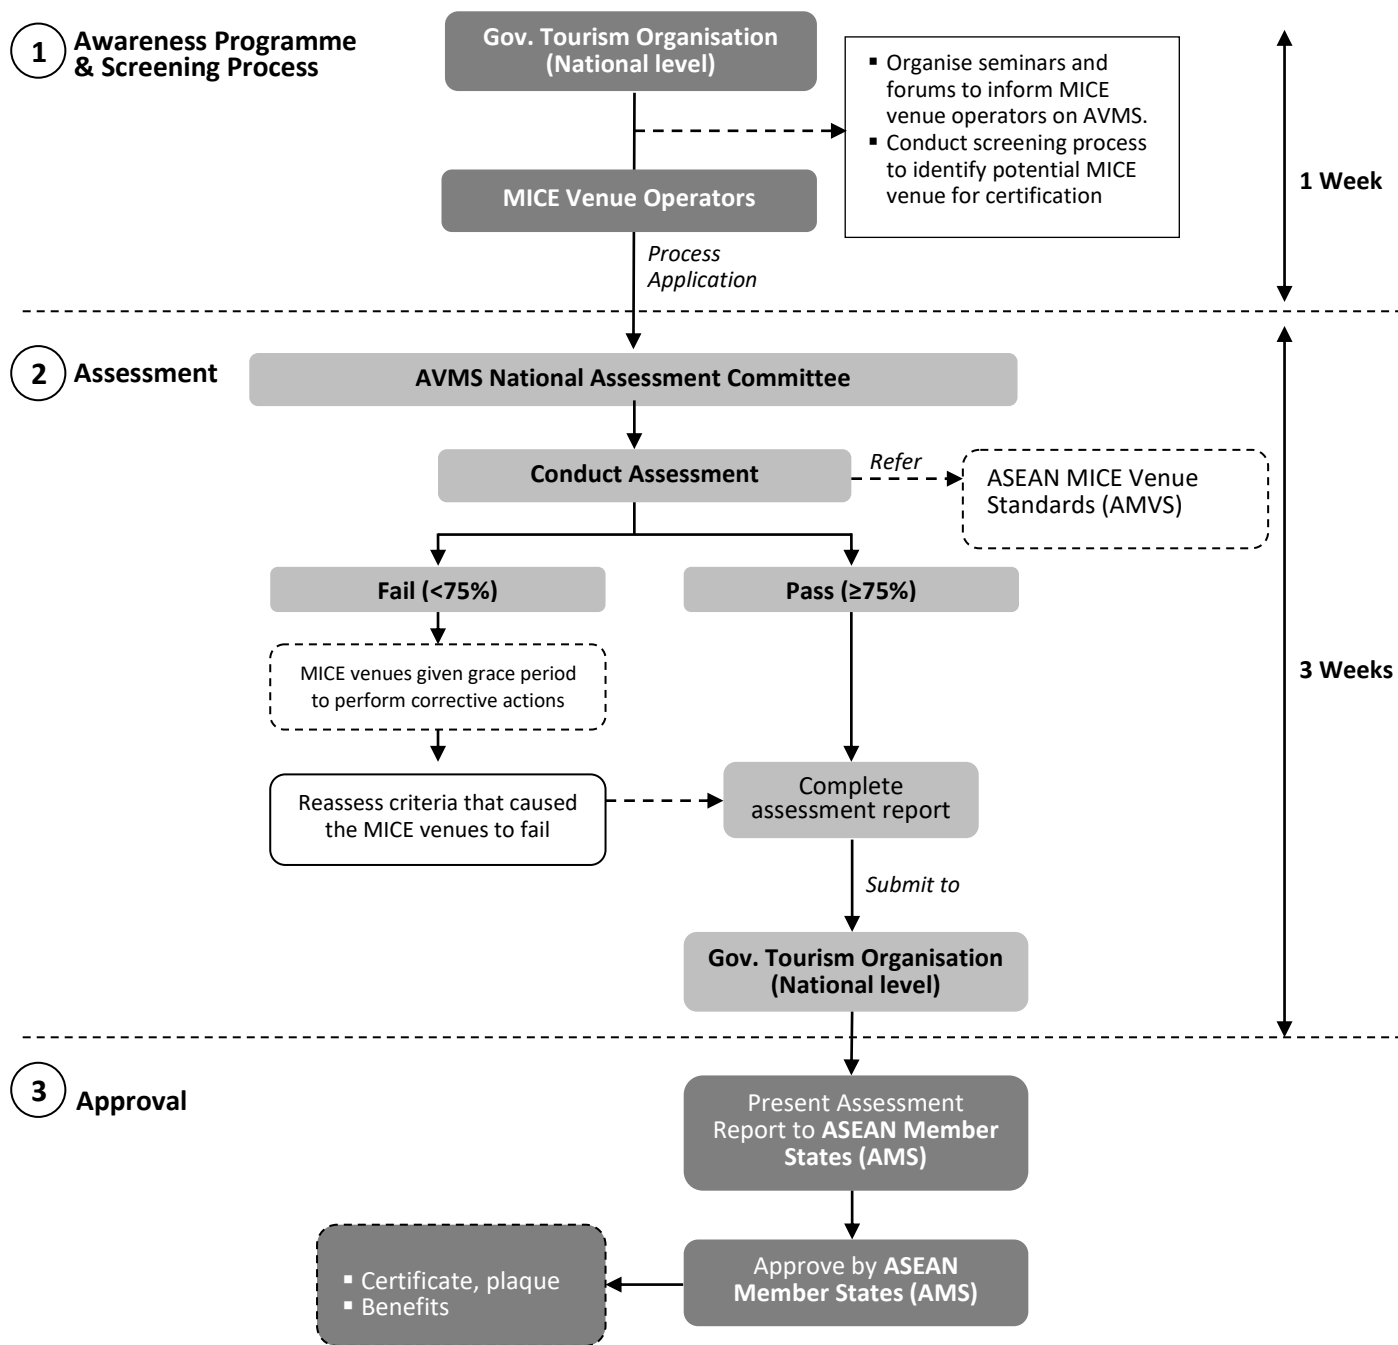 1
Awareness Programme
& Screening Process
Gov. Tourism Organisation
(National level)
▪ Organise seminars and
forums to inform MICE
venue operators on AVMS.
▪ Conduct screening process
to identify potential MICE
venue for certification
1 Week
MICE Venue Operators
Process
Application
2
Assessment
AVMS National Assessment Committee
Conduct Assessment
Refer
ASEAN MICE Venue
Standards (AMVS)
Fail (<75%)
Pass (≥75%)
MICE venues given grace period
to perform corrective actions
3 Weeks
Reassess criteria that caused
the MICE venues to fail
Complete
assessment report
Submit to
Gov. Tourism Organisation
(National level)
3
Approval
Present Assessment
Report to ASEAN Member
States (AMS)
Approve by ASEAN
Member States (AMS)
▪ Certificate, plaque
▪ Benefits